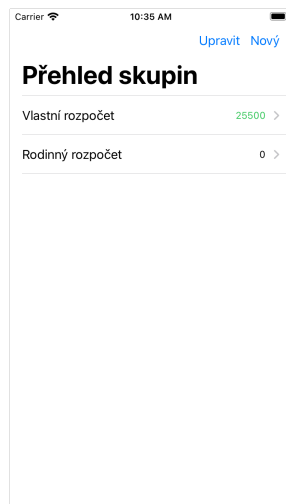 Carrier 10:35 AM
Upravit Nový
Přehled skupin
Vlastní rozpočet 25500
Rodinný rozpočet 0